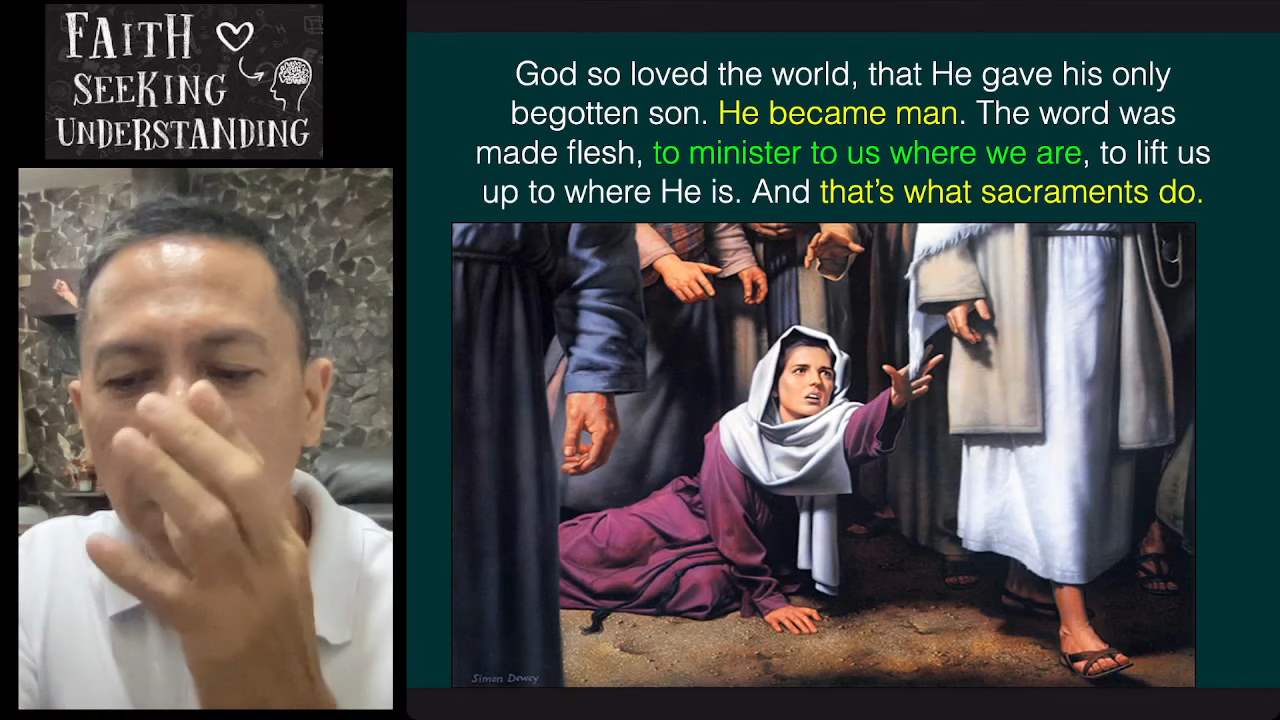 FAITH
SEEKING
UNDERSTANDING
God so loved the world, that He gave his only
begotten son. He became man. The word was
made flesh, to minister to us where we are, to lift us
up to where He is. And that’s what sacraments do.
Simon Dewey